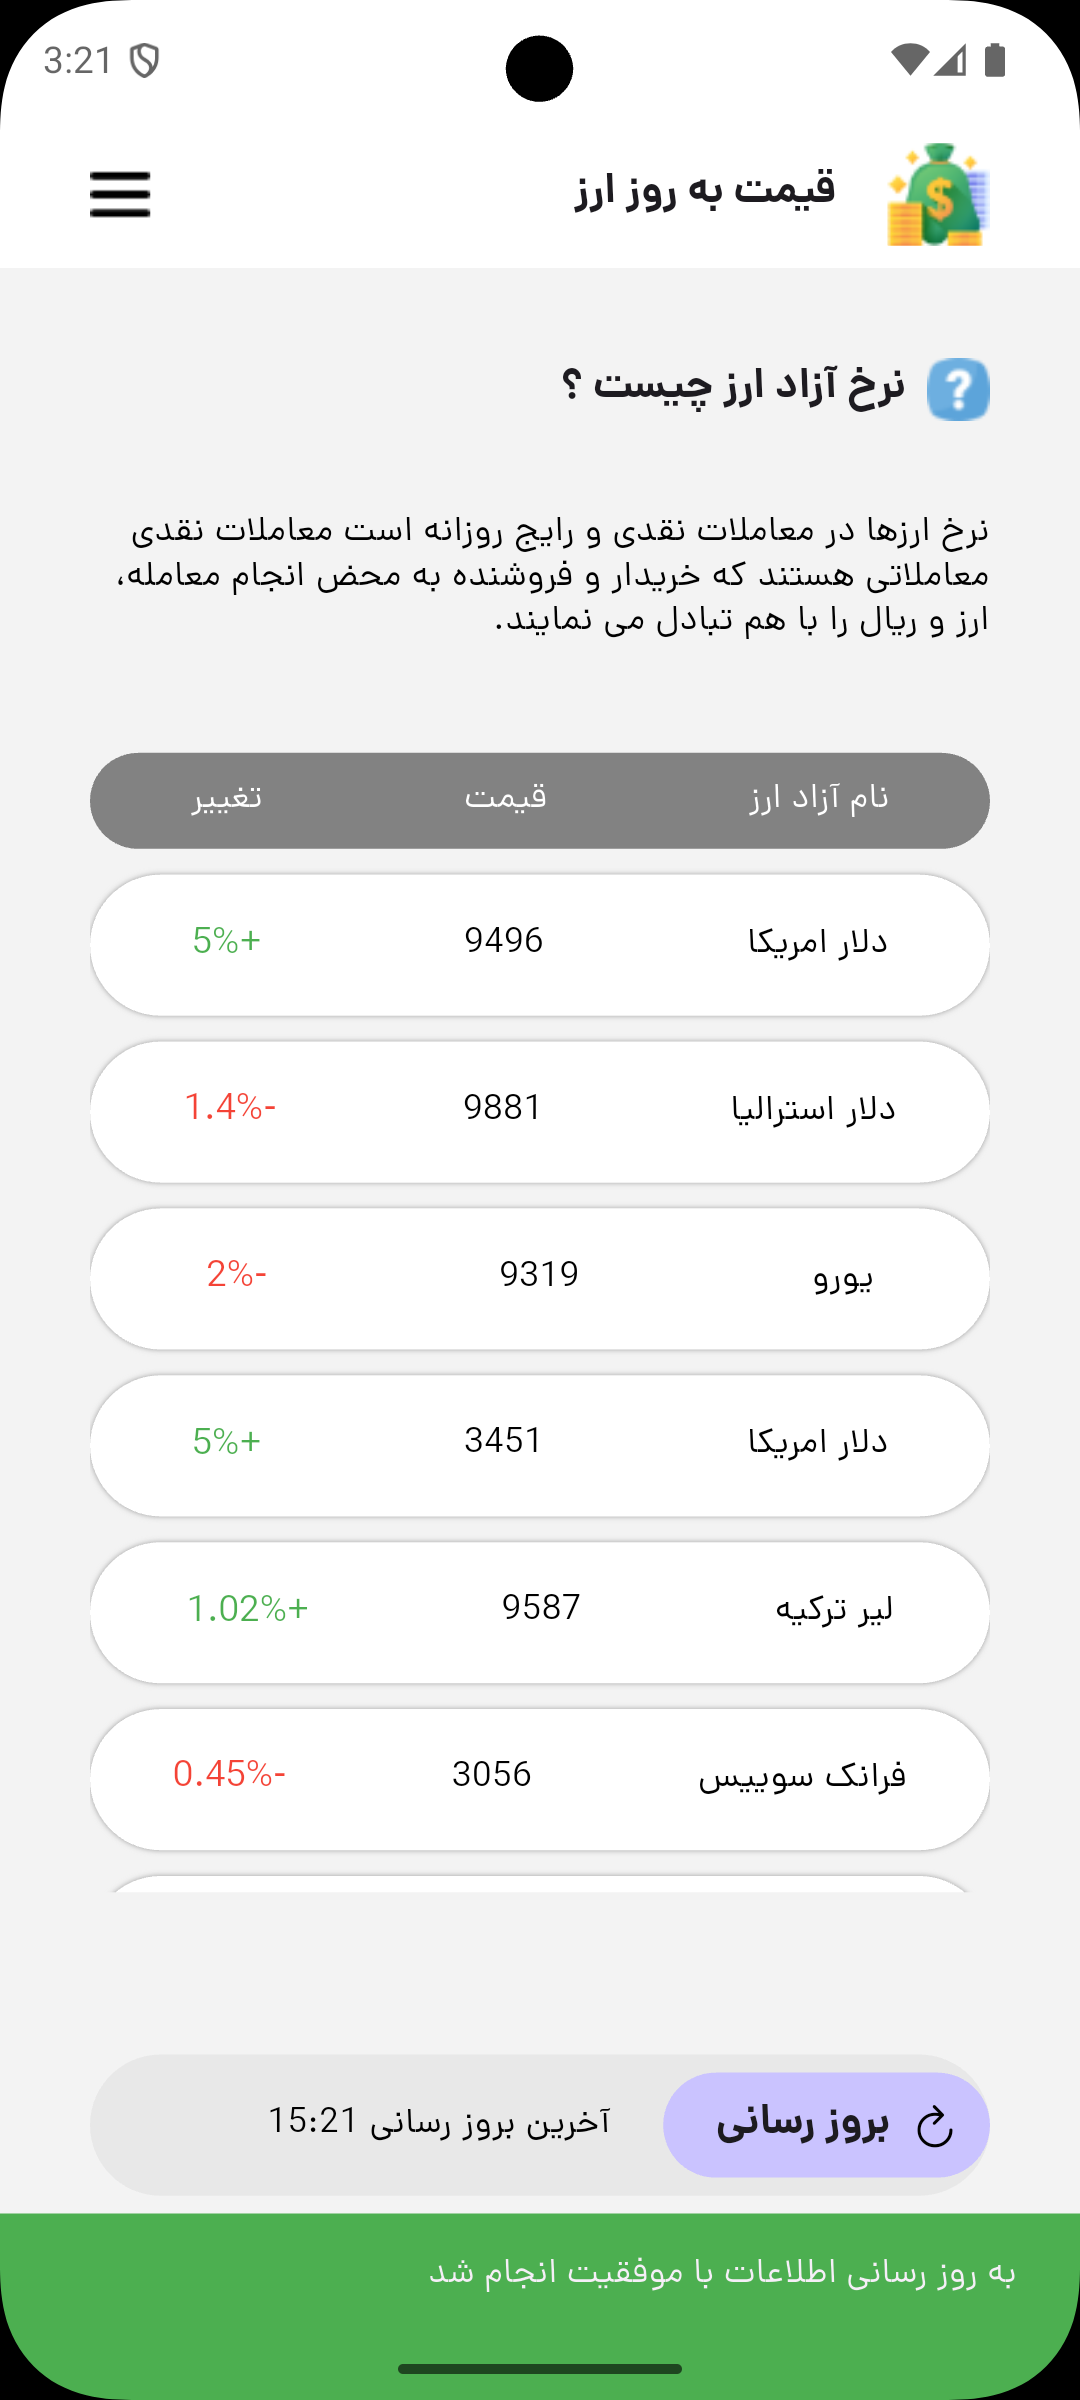 3:21
قیمت به روز ارز
نرخ آزاد ارز چیست ؟
نرخ ارزها در معاملات نقدی و رایج روزانه است معاملات نقدی
معاملاتی هستند که خریدار و فروشنده به محض انجام معامله،
ارز و ریال را با هم تبادل می نمایند.
نام آزاد ارز قیمت تغییر
دلار امریکا 9496 5%+
دلار استرالیا 9881 1.4%-
یورو 9319 2%-
دلار امریکا 3451 5%+
لیر ترکیه 9587 1.02%+
فرانک سوییس 3056 0.45%-
بروز رسانی آخرین بروز رسانی 15:21
به روز رسانی اطلاعات با موفقیت انجام شد